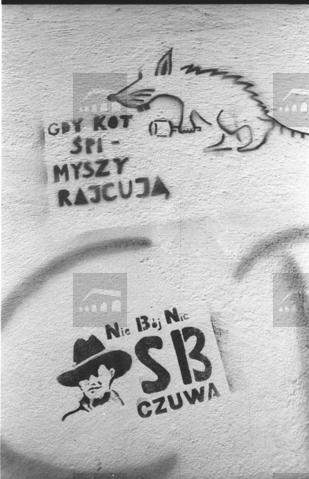 GDY KOT
ŚPI -
MYSZY
RAJCUJĄ
Nie Bój Nic
SB
CZUWA